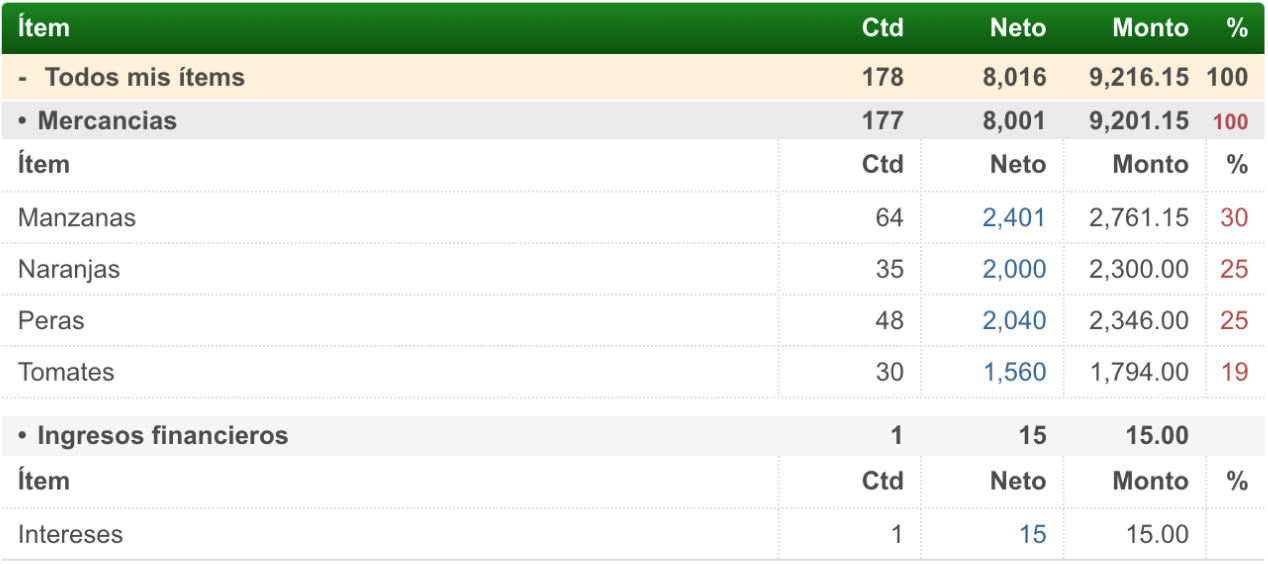 Ítem Ctd Neto Monto %
- Todos mis ítems 178 8,016 9,216.15 100
• Mercancias 177 8,001 9,201.15 100
Ítem Ctd Neto Monto %
Manzanas 64 2,401 2,761.15 30
Naranjas 35 2,000 2,300.00 25
Peras 48 2,040 2,346.00 25
Tomates 30 1,560 1,794.00 19
• Ingresos financieros 1 15 15.00
Ítem Ctd Neto Monto %
Intereses 1 15 15.00